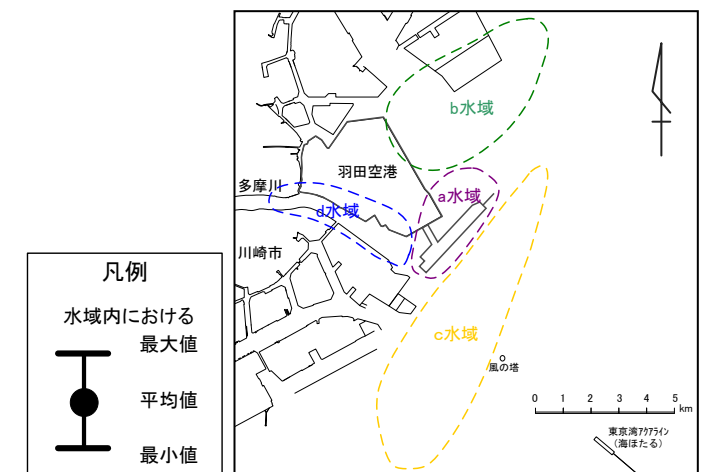 b水域
羽田空港
多摩川
a水域
d水域
川崎市
凡例
水域内における
最大値
平均値
最小値
c水域
風の塔
0 1 2 3 4 5
km
東京湾アクアライン
（海ほたる）